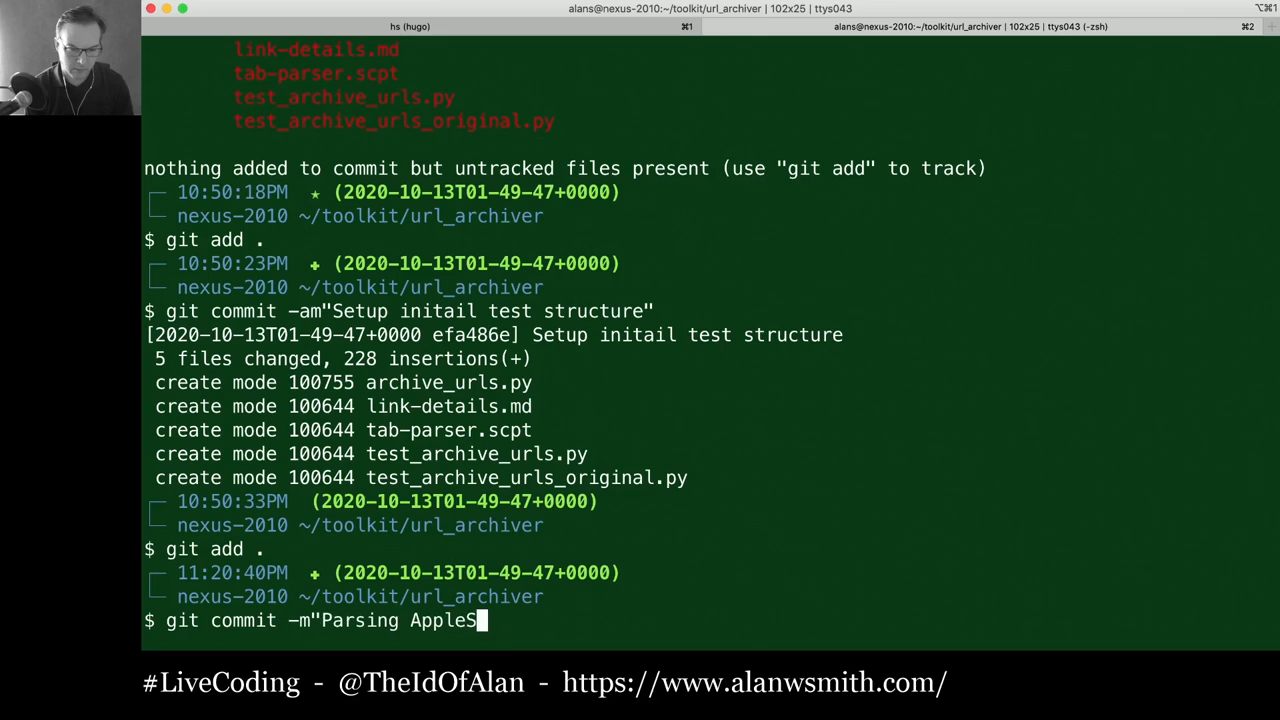 alans@nexus-2010:~/toolkit/url_archiver | 102x25 | ttys043
⌥⌘1
hs (hugo)
⌘1
alans@nexus-2010:~/toolkit/url_archiver | 102x25 | ttys043 (-zsh)
⌘2
link-details.md
tab-parser.scpt
test_archive_urls.py
test_archive_urls_original.py
nothing added to commit but untracked files present (use "git add" to track)
10:50:18PM ★ (2020-10-13T01-49-47+0000)
nexus-2010 ~/toolkit/url_archiver
$ git add .
10:50:23PM + (2020-10-13T01-49-47+0000)
nexus-2010 ~/toolkit/url_archiver
$ git commit -am"Setup initail test structure"
[2020-10-13T01-49-47+0000 efa486e] Setup initail test structure
5 files changed, 228 insertions(+)
create mode 100755 archive_urls.py
create mode 100644 link-details.md
create mode 100644 tab-parser.scpt
create mode 100644 test_archive_urls.py
create mode 100644 test_archive_urls_original.py
10:50:33PM (2020-10-13T01-49-47+0000)
nexus-2010 ~/toolkit/url_archiver
$ git add .
11:20:40PM + (2020-10-13T01-49-47+0000)
nexus-2010 ~/toolkit/url_archiver
$ git commit -m"Parsing AppleS
#LiveCoding - @TheIdOfAlan - https://www.alanwsmith.com/